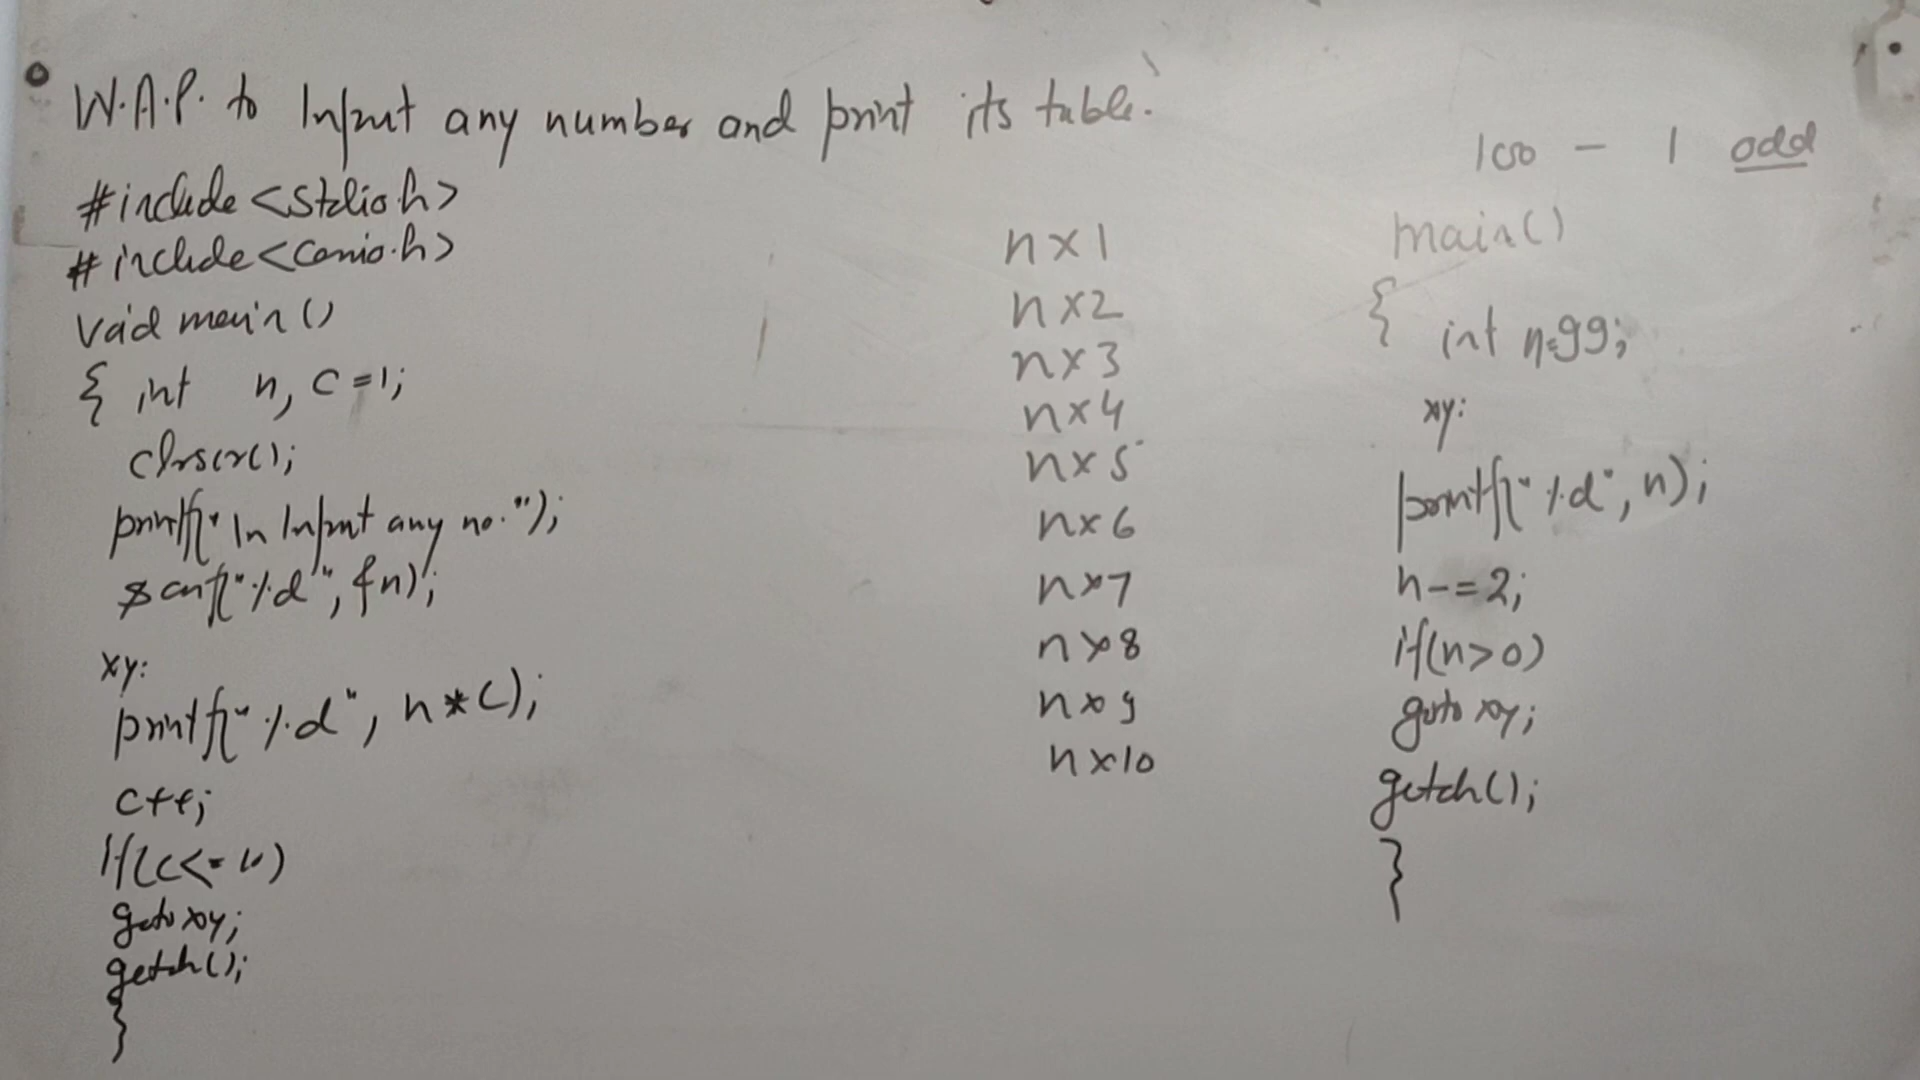 W.A.P. to Input any number and print its table.
#include<stdio.h>
#include<conio.h>
void main()
{ int n, c=1;
clrscr();
printf("\n Input any no.");
scanf("%d", &n);
xy:
printf("%d", n*c);
c++;
if(c<=10)
goto xy;
getch();
}
n×1
n×2
n×3
n×4
n×5
n×6
n×7
n×8
n×9
n×10
100 - 1 odd
main()
{ int n=99;
xy:
printf("%d", n);
n-=2;
if(n>0)
goto xy;
getch();
}